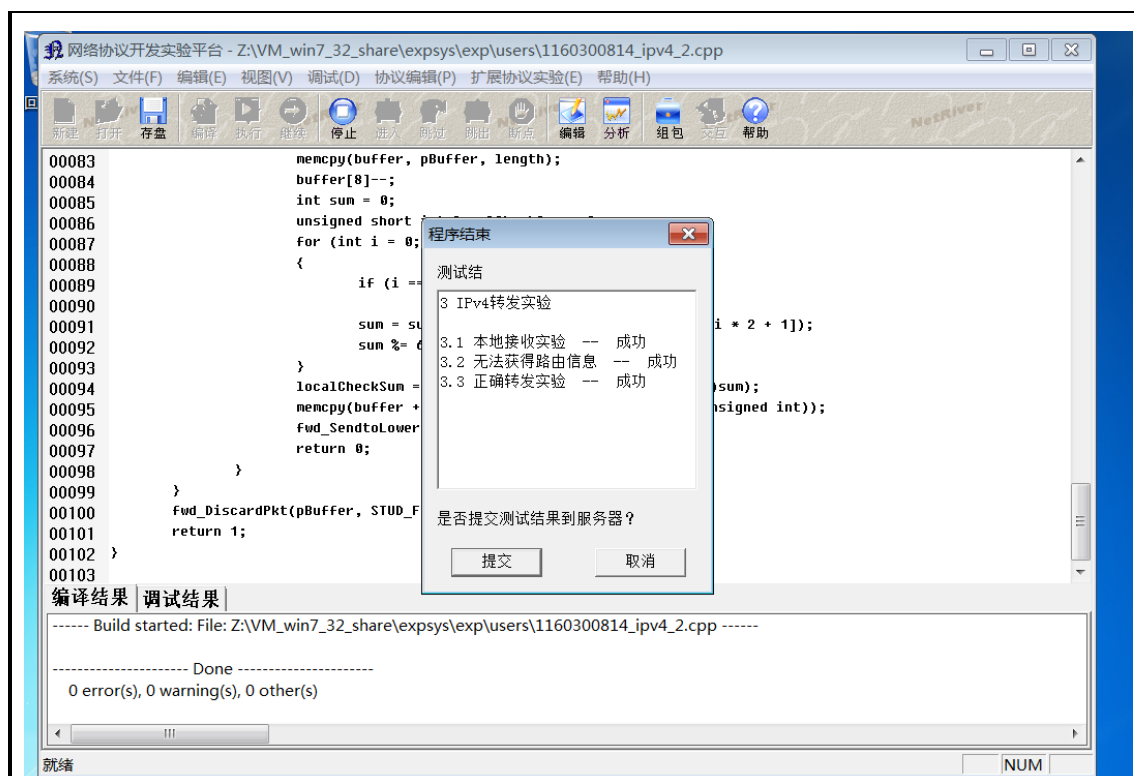 网络协议开发实验平台 - Z:\VM_win7_32_share\expsys\exp\users\1160300814_ipv4_2.cpp
系统(S) 文件(F) 编辑(E) 视图(V) 调试(D) 协议编辑(P) 扩展协议实验(E) 帮助(H)
新建 打开 存盘 编译 执行 继续 停止 进入 跳过 跳出 断点 编辑 分析 组包 交互 帮助
NetRiver
00083 memcpy(buffer, pBuffer, length);
00084 buffer[8]--;
00085 int sum = 0;
00086 unsigned short
00087 for (int i = 0;
00088 {
00089 if (i ==
00090
00091 sum = su i * 2 + 1]);
00092 sum %= 6
00093 }
00094 localCheckSum = )sum);
00095 memcpy(buffer + nsigned int));
00096 fwd_SendtoLower
00097 return 0;
00098 }
00099 }
00100 fwd_DiscardPkt(pBuffer, STUD_F
00101 return 1;
00102 }
00103
程序结束
测试结
3 IPv4转发实验
3.1 本地接收实验 -- 成功
3.2 无法获得路由信息 -- 成功
3.3 正确转发实验 -- 成功
是否提交测试结果到服务器?
提交 取消
编译结果 调试结果
------ Build started: File: Z:\VM_win7_32_share\expsys\exp\users\1160300814_ipv4_2.cpp ------
---------------------- Done ----------------------
0 error(s), 0 warning(s), 0 other(s)
就绪 NUM